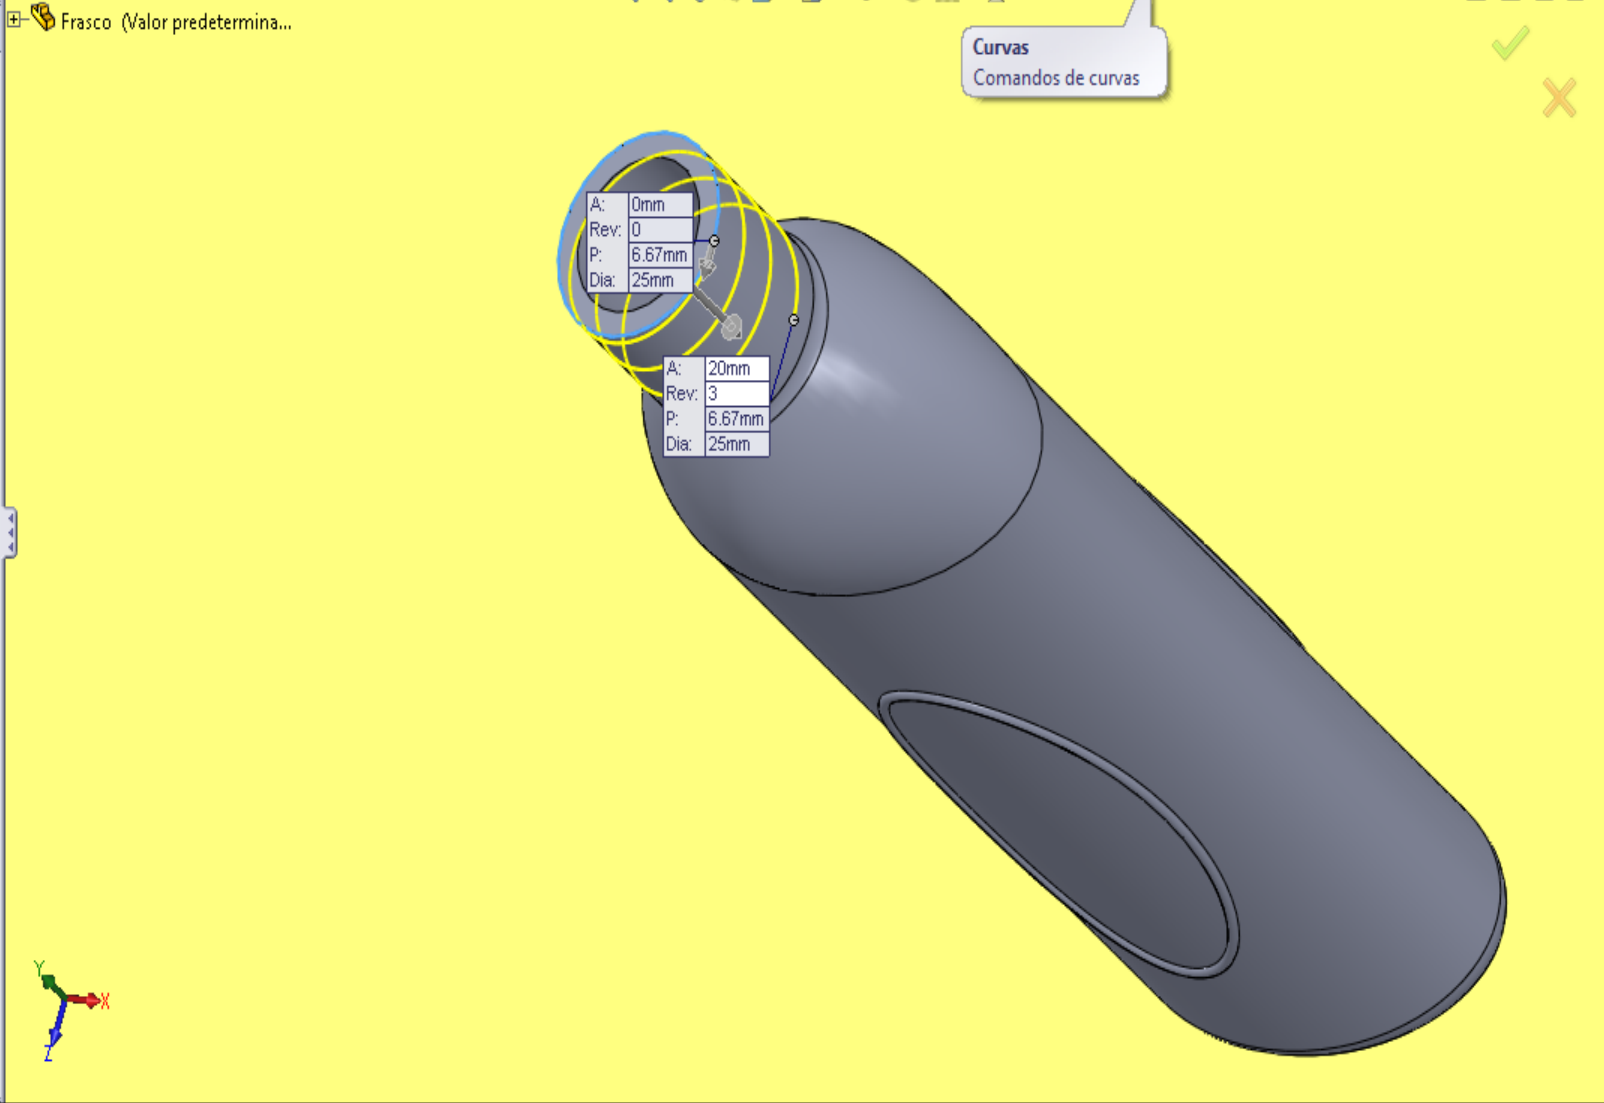 Frasco (Valor predetermina...
Curvas
Comandos de curvas
A: 0mm
Rev: 0
P: 6.67mm
Dia: 25mm
A: 20mm
Rev: 3
P: 6.67mm
Dia: 25mm
Y
X
Z